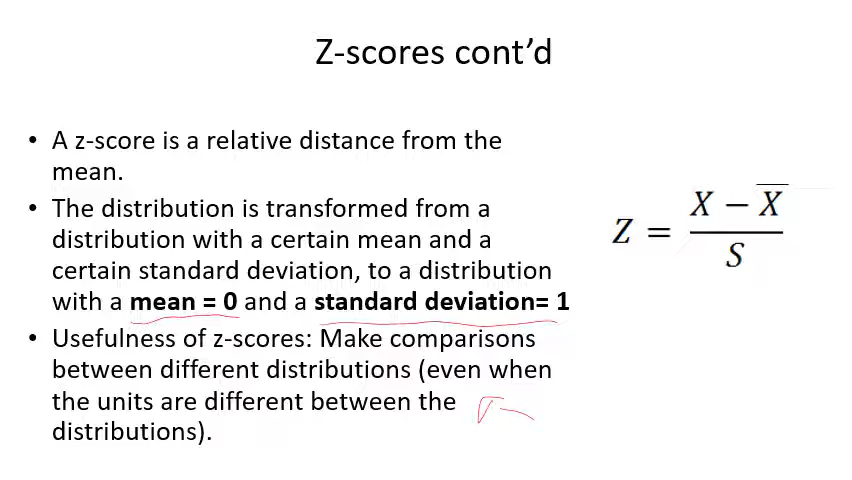 Z-scores cont’d
• A z-score is a relative distance from the
mean.
• The distribution is transformed from a
distribution with a certain mean and a
certain standard deviation, to a distribution
with a mean = 0 and a standard deviation= 1
• Usefulness of z-scores: Make comparisons
between different distributions (even when
the units are different between the
distributions).
Z = (X − X̅) / S